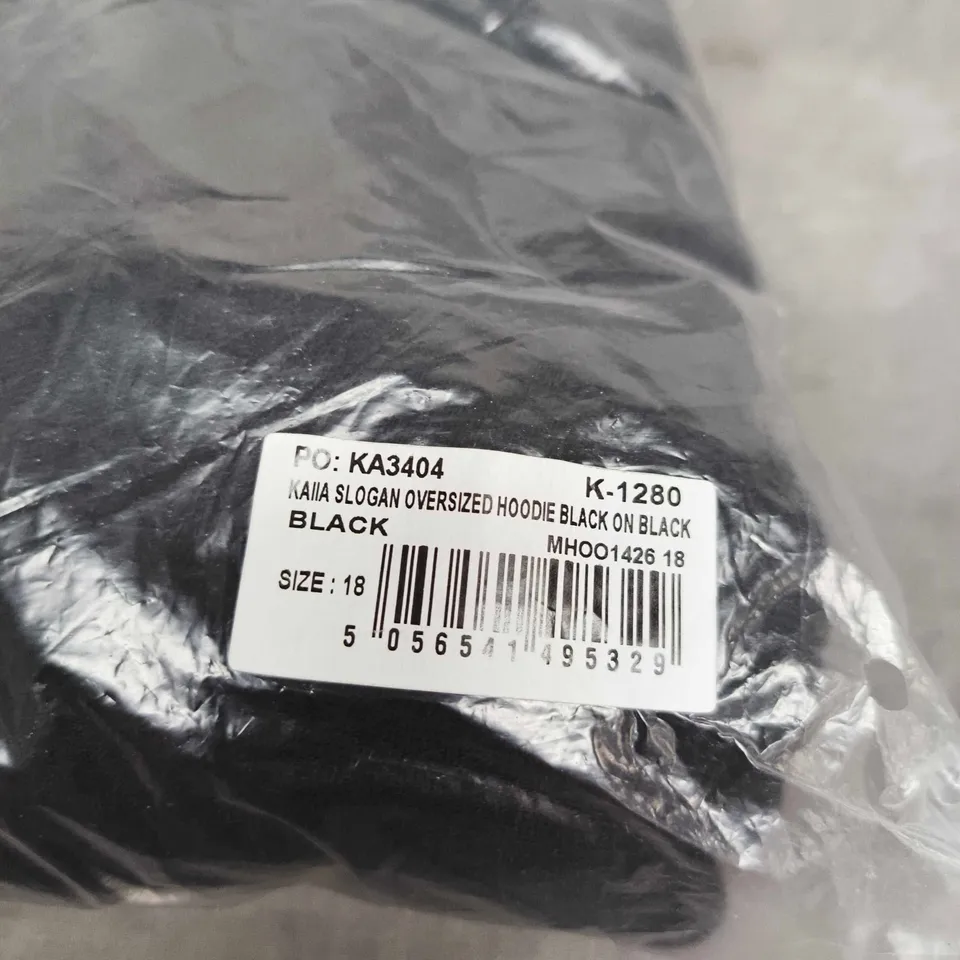 PO: KA3404
K-1280
KAIIA SLOGAN OVERSIZED HOODIE BLACK ON BLACK
BLACK
MHOO1426 18
SIZE : 18
5 056541 495329